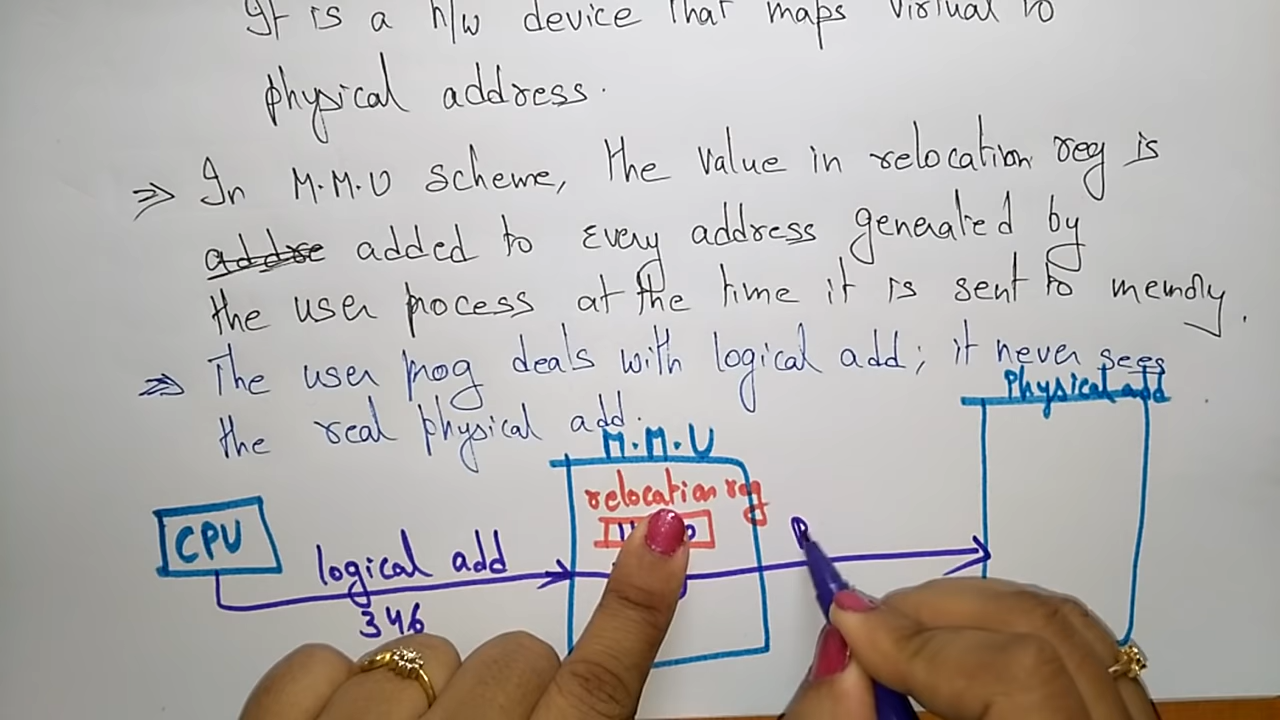 It is a h/w device that maps virtual to
physical address.
⇒ In M.M.U scheme, the value in relocation reg is
added to every address generated by
the user process at the time it is sent to memory.
⇒ The user prog deals with logical add; it never sees
the real physical add.
Physical add
M.M.U
relocation reg
CPU
logical add
346